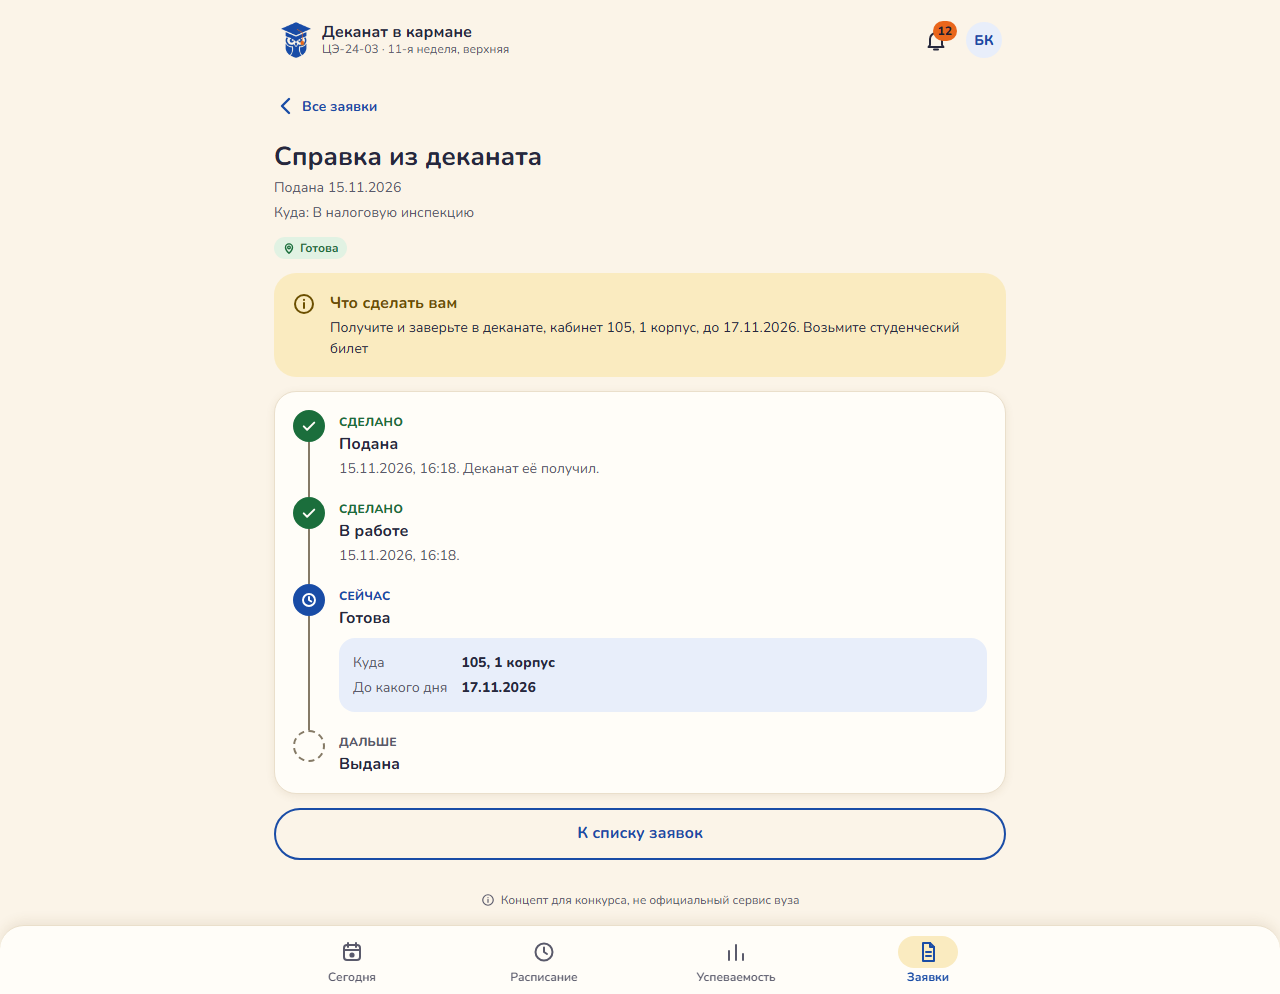 Деканат в кармане
ЦЭ-24-03 · 11-я неделя, верхняя
12
БК
Все заявки
Справка из деканата
Подана 15.11.2026
Куда: В налоговую инспекцию
Готова
Что сделать вам
Получите и заверьте в деканате, кабинет 105, 1 корпус, до 17.11.2026. Возьмите студенческий
билет
СДЕЛАНО
Подана
15.11.2026, 16:18. Деканат её получил.
СДЕЛАНО
В работе
15.11.2026, 16:18.
СЕЙЧАС
Готова
Куда 105, 1 корпус
До какого дня 17.11.2026
ДАЛЬШЕ
Выдана
К списку заявок
Концепт для конкурса, не официальный сервис вуза
Сегодня
Расписание
Успеваемость
Заявки